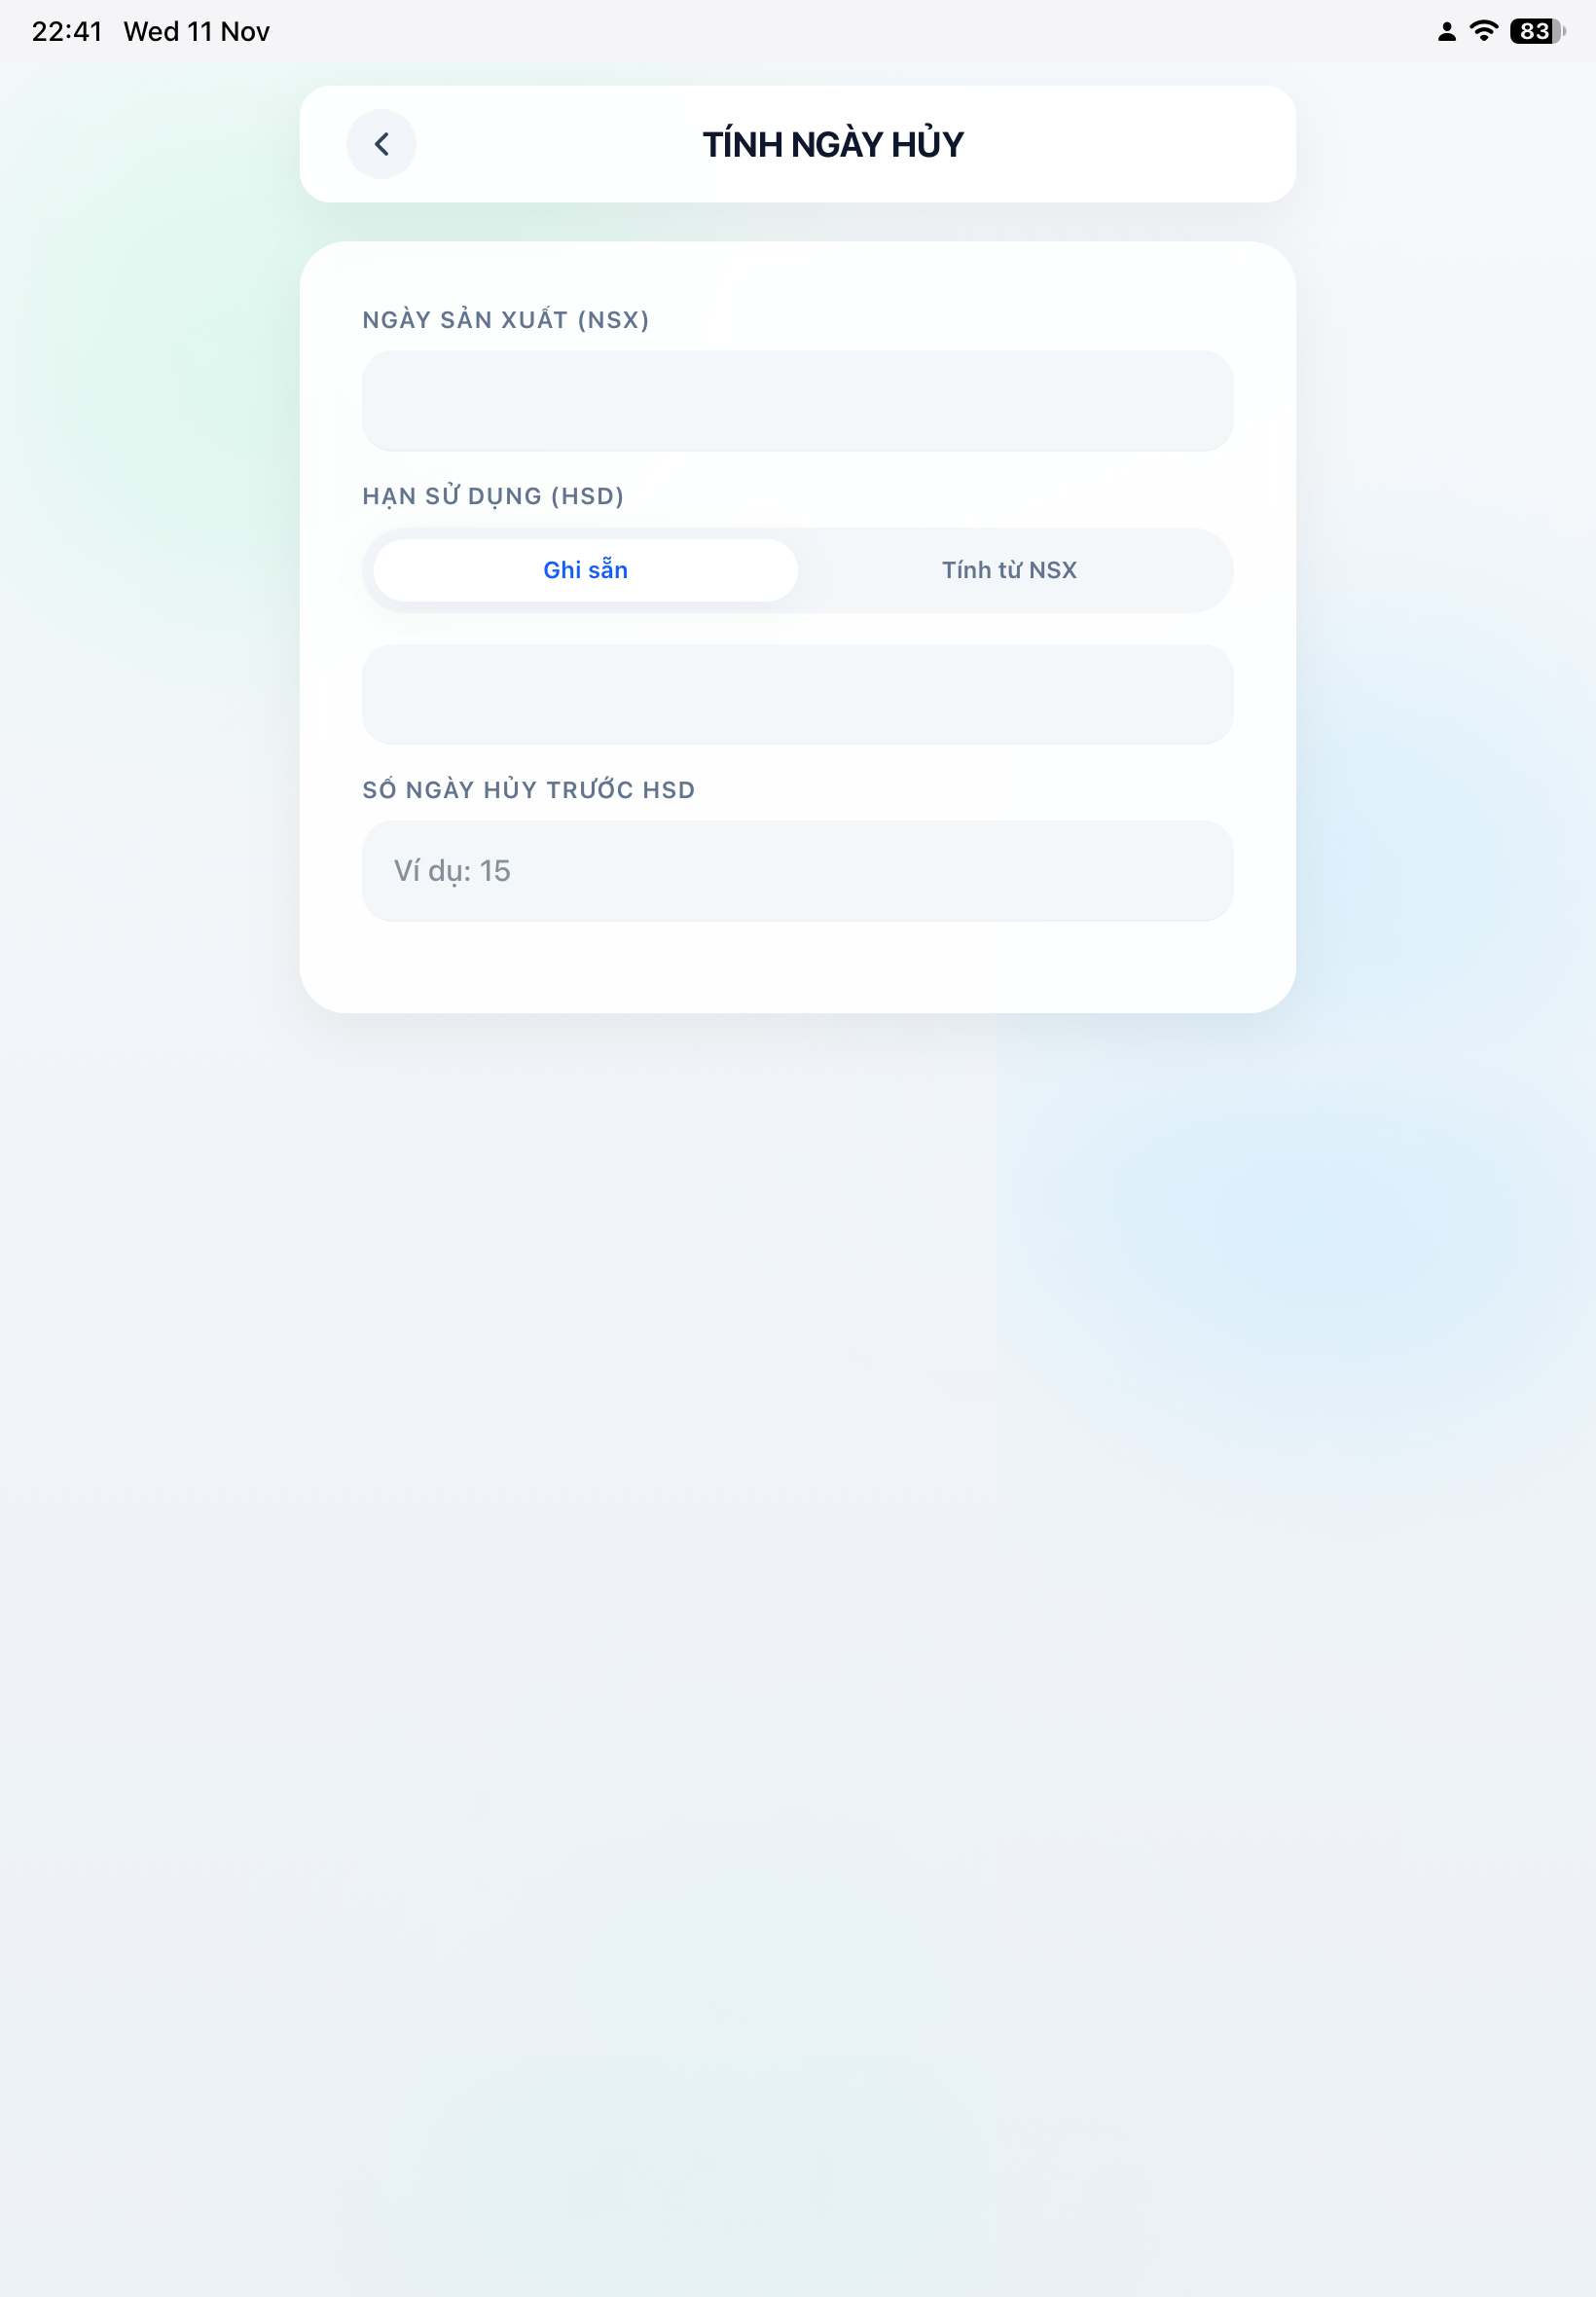 22:41 Wed 11 Nov
83
TÍNH NGÀY HỦY
NGÀY SẢN XUẤT (NSX)
HẠN SỬ DỤNG (HSD)
Ghi sẵn
Tính từ NSX
SỐ NGÀY HỦY TRƯỚC HSD
Ví dụ: 15